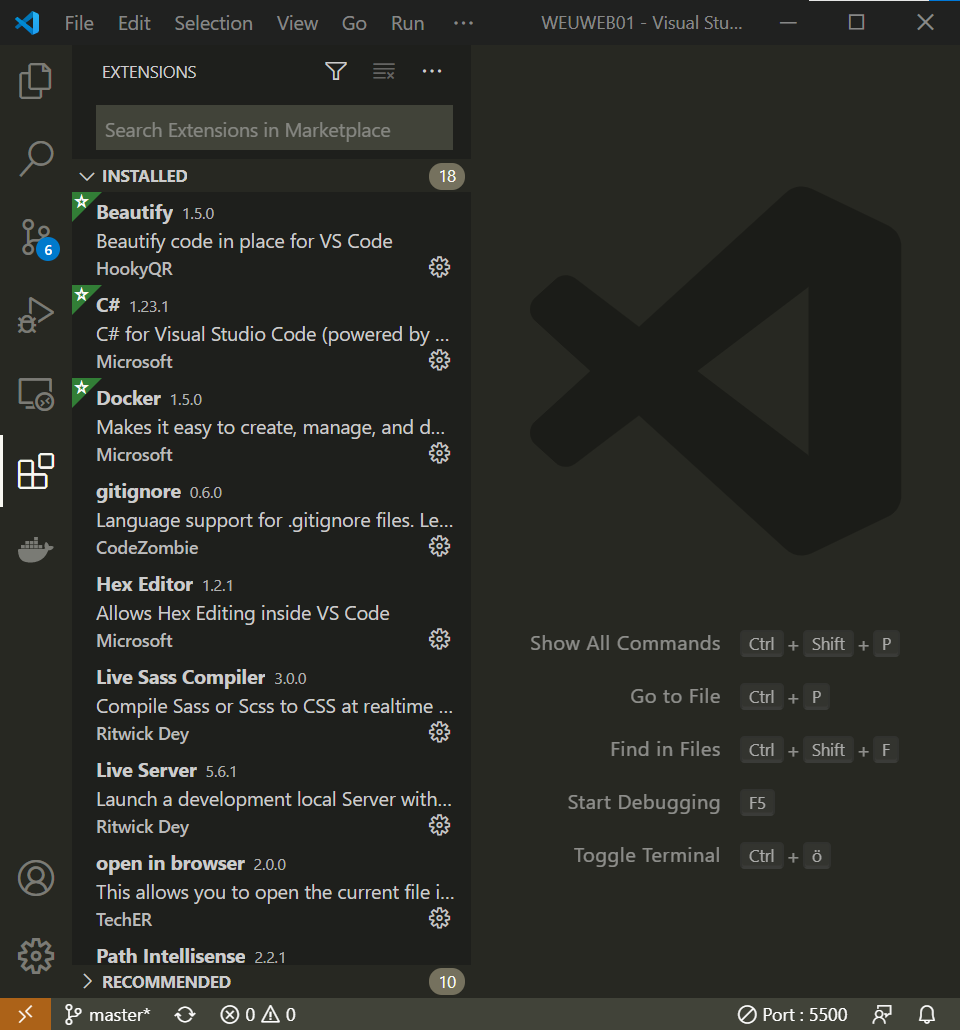 File Edit Selection View Go Run ··· WEUWEB01 - Visual Stu...
EXTENSIONS
Search Extensions in Marketplace
INSTALLED 18
Beautify 1.5.0
Beautify code in place for VS Code
HookyQR
C# 1.23.1
C# for Visual Studio Code (powered by ...
Microsoft
Docker 1.5.0
Makes it easy to create, manage, and d...
Microsoft
gitignore 0.6.0
Language support for .gitignore files. Le...
CodeZombie
Hex Editor 1.2.1
Allows Hex Editing inside VS Code
Microsoft
Live Sass Compiler 3.0.0
Compile Sass or Scss to CSS at realtime ...
Ritwick Dey
Live Server 5.6.1
Launch a development local Server with...
Ritwick Dey
open in browser 2.0.0
This allows you to open the current file i...
TechER
Path Intellisense 2.2.1
RECOMMENDED 10
6
Show All Commands Ctrl + Shift + P
Go to File Ctrl + P
Find in Files Ctrl + Shift + F
Start Debugging F5
Toggle Terminal Ctrl + ö
master* 0 0 Port : 5500